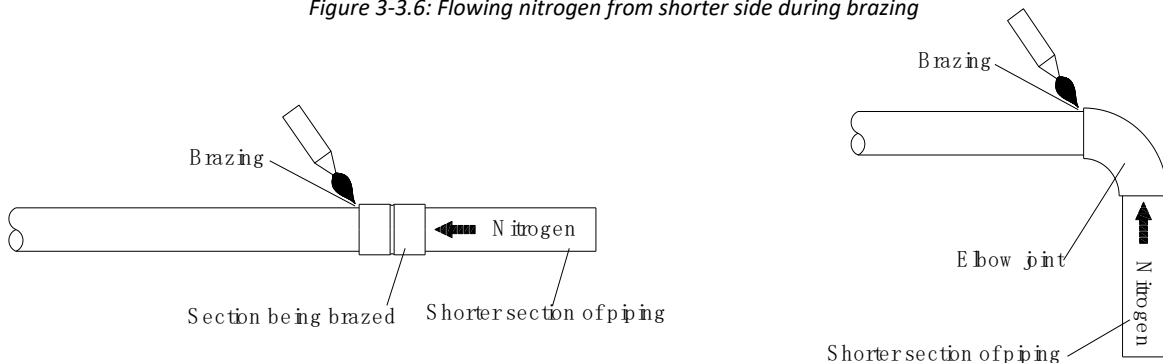 Figure 3-3.6: Flowing nitrogen from shorter side during brazing
Brazing
Nitrogen
Section being brazed
Shorter section of piping
Brazing
Elbow joint
Nitrogen
Shorter section of piping